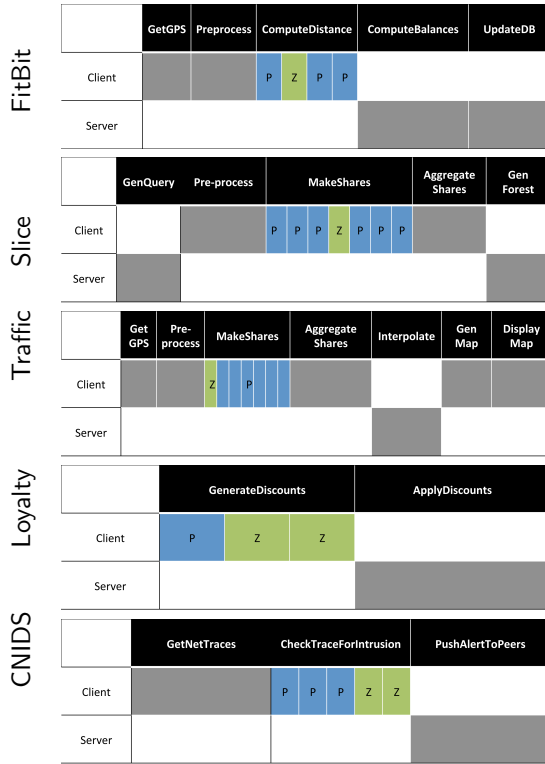 FitBit
GetGPS Preprocess ComputeDistance ComputeBalances UpdateDB
Client P Z P P
Server
Slice
GenQuery Pre-process MakeShares Aggregate Shares Gen Forest
Client P P P Z P P P
Server
Traffic
Get GPS Pre-process MakeShares Aggregate Shares Interpolate Gen Map Display Map
Client Z P
Server
Loyalty
GenerateDiscounts ApplyDiscounts
Client P Z Z
Server
CNIDS
GetNetTraces CheckTraceForIntrusion PushAlertToPeers
Client P P P Z Z
Server